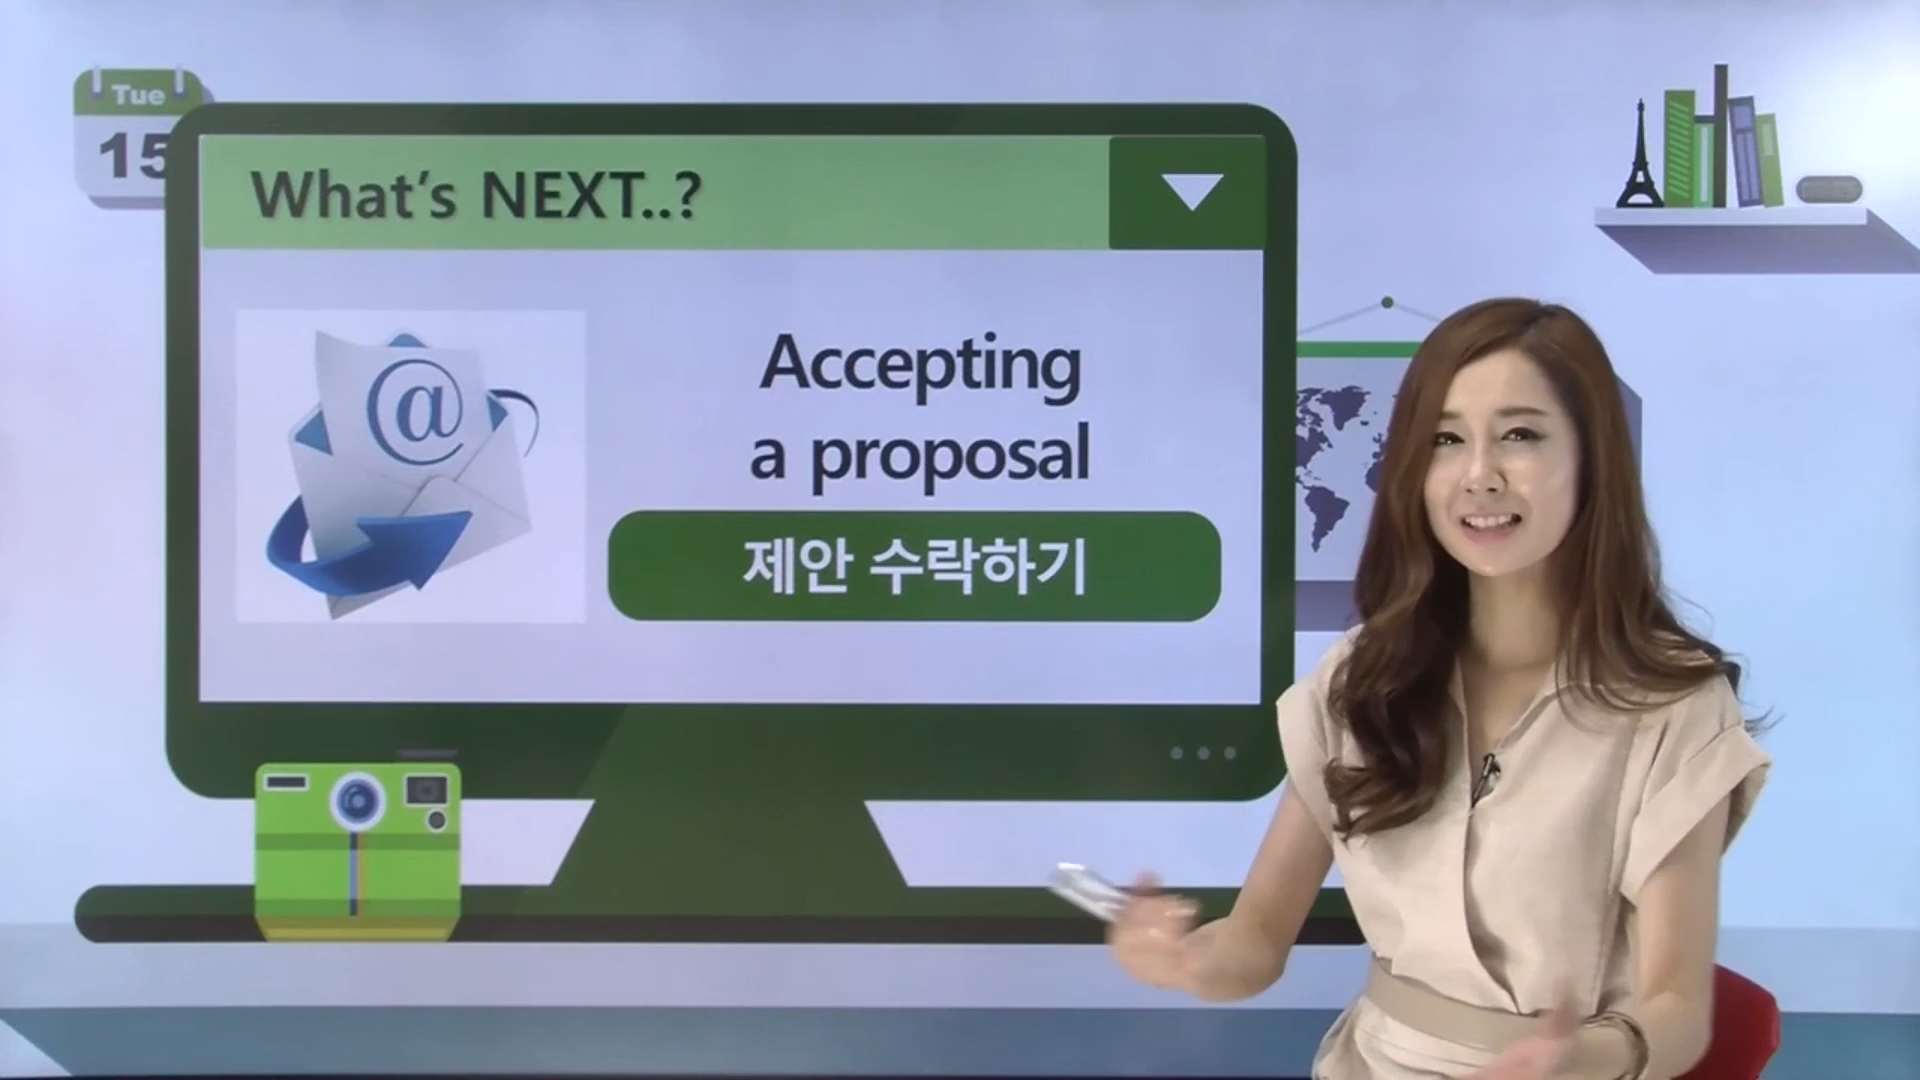 Tue
15
What's NEXT..?
@
Accepting
a proposal
제안 수락하기